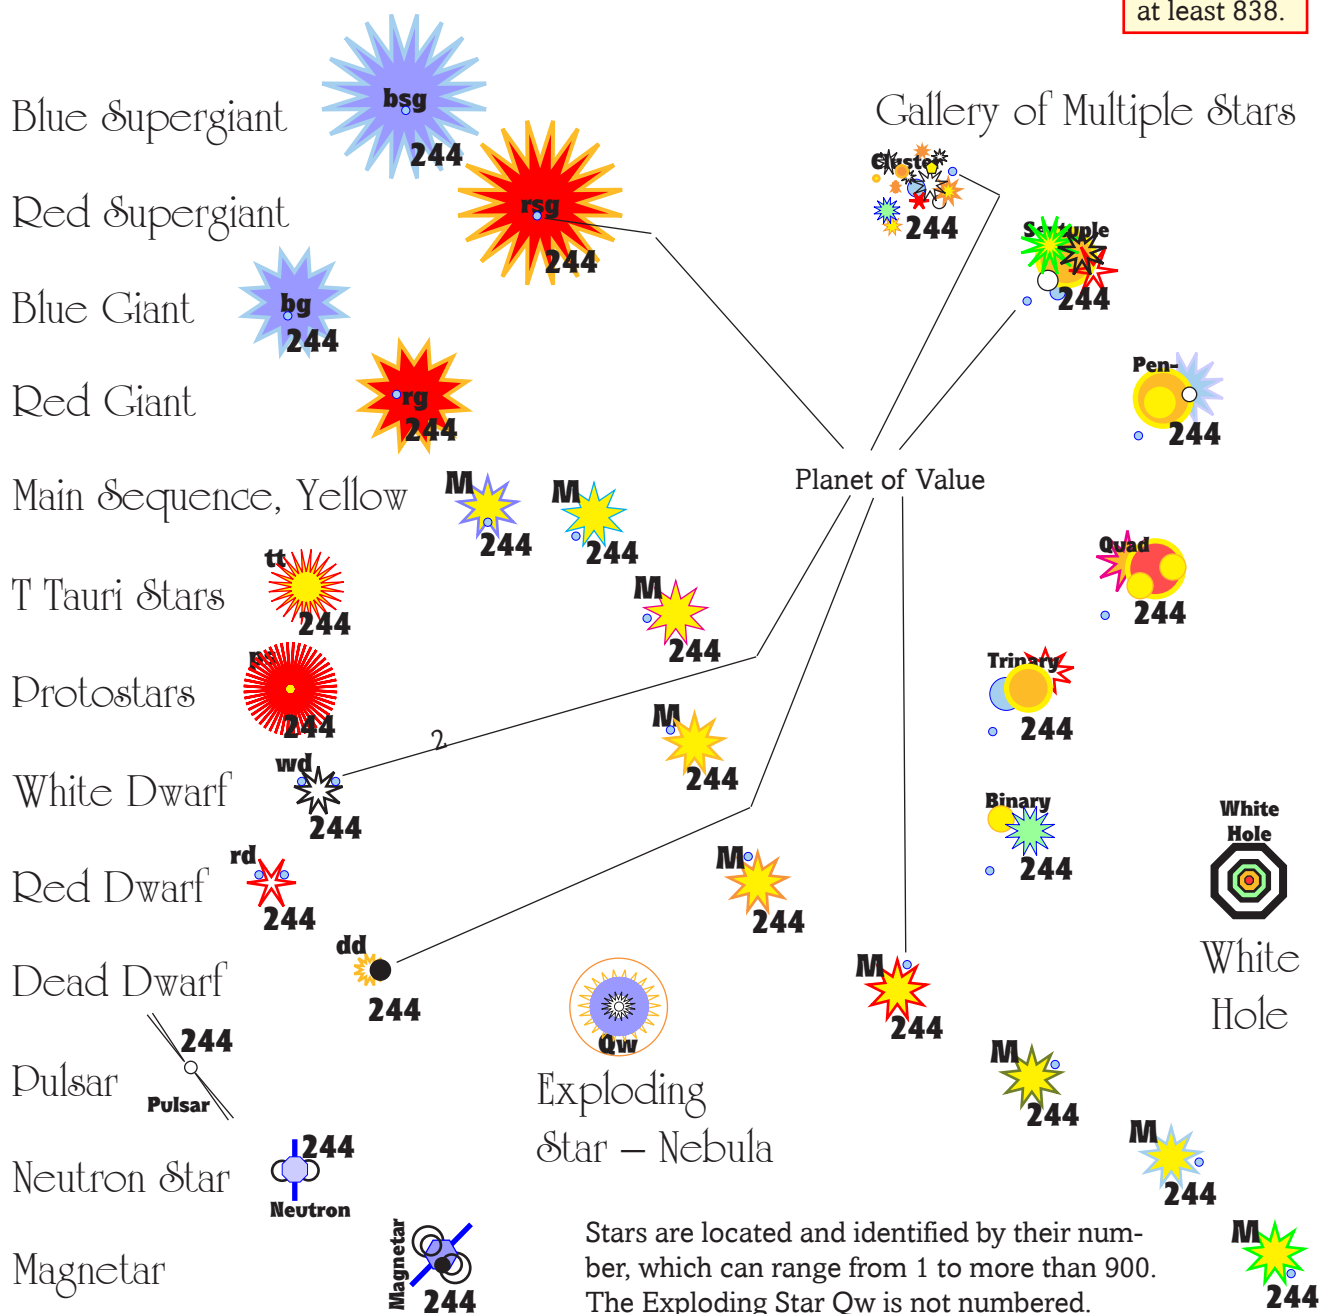 at least 838.
Blue Supergiant
bsg
244
Gallery of Multiple Stars
Cluster
244
Red Supergiant
rsg
244
244
Blue Giant
bg
244
Red Giant
rg
244
Pen-
244
Main Sequence, Yellow
M
244
M
244
Planet of Value
T Tauri Stars
tt
244
M
244
Quad
244
Protostars
ps
244
M
244
Trinary
244
2
White Dwarf
wd
244
Binary
244
White
Hole
Red Dwarf
rd
244
M
244
Dead Dwarf
dd
244
M
244
White
Hole
Pulsar
244
Pulsar
Qw
Exploding
Star – Nebula
M
244
Neutron Star
244
Neutron
M
244
Magnetar
Magnetar
244
Stars are located and identified by their num-
ber, which can range from 1 to more than 900.
The Exploding Star Qw is not numbered.
M
244